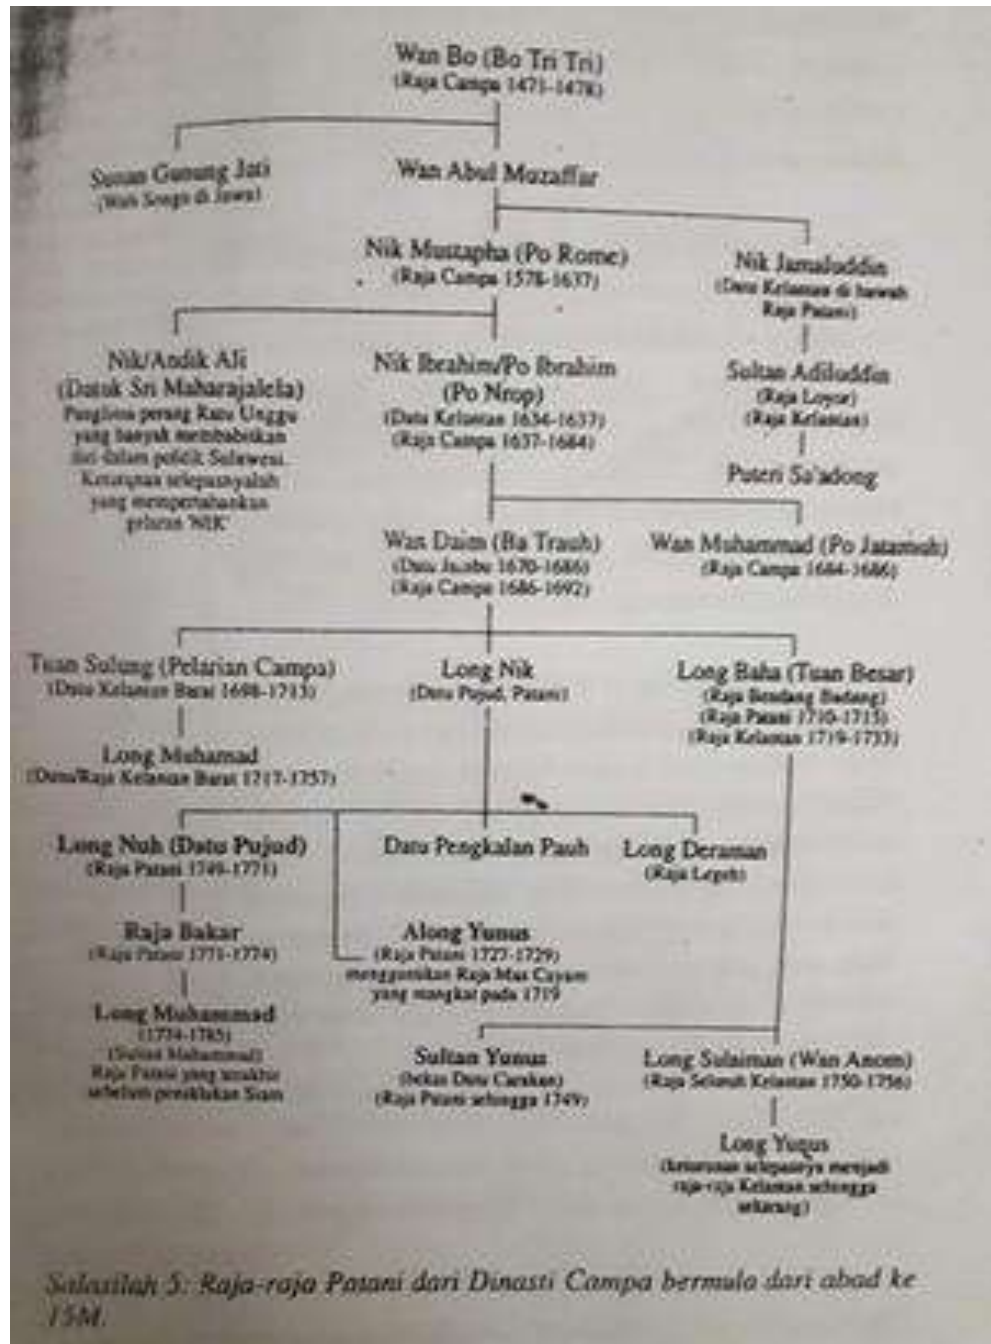 Wan Bo (Bo Tri Tri)
(Raja Campa 1471-1478)
Sunan Gunung Jati
(Wali Songo di Jawa)
Wan Abul Muzaffar
Nik Mustapha (Po Rome)
(Raja Campa 1578-1637)
Nik Jamaluddin
(Datu Kelantan di bawah
Raja Patani)
Nik/Andik Ali
(Datuk Sri Maharajalela)
Panglima perang Ratu Unggu
yang banyak membabitkan
diri dalam politik Sulawesi.
Keturunan selepasnyalah
yang mempertahankan
gelaran 'NIK'
Nik Ibrahim/Po Ibrahim
(Po Nrop)
(Datu Kelantan 1634-1637)
(Raja Campa 1637-1684)
Sultan Adiluddin
(Raja Loyor)
(Raja Kelantan)
Puteri Sa'adong
Wan Daim (Ba Tranh)
(Datu Jambu 1670-1686)
(Raja Campa 1686-1692)
Wan Muhammad (Po Jatamoh)
(Raja Campa 1684-1686)
Tuan Sulung (Pelarian Campa)
(Datu Kelantan Barat 1698-1713)
Long Nik
(Datu Pujud, Patani)
Long Baha (Tuan Besar)
(Raja Bendang Badang)
(Raja Patani 1710-1715)
(Raja Kelantan 1719-1733)
Long Muhamad
(Datu/Raja Kelantan Barat 1717-1757)
Long Nuh (Datu Pujud)
(Raja Patani 1749-1771)
Datu Pengkalan Pauh
Long Deraman
(Raja Legeh)
Raja Bakar
(Raja Patani 1771-1774)
Along Yunus
(Raja Patani 1727-1729)
menggantikan Raja Mas Cayam
yang mangkat pada 1719
Long Muhammad
(1774-1785)
(Sultan Mahammad)
Raja Patani yang terakhir
sebelum penaklukan Siam
Sultan Yunus
(bekas Datu Carakan)
(Raja Patani sehingga 1749)
Long Sulaiman (Wan Anom)
(Raja Seluruh Kelantan 1750-1756)
Long Yunus
(keturunan selepasnya menjadi
raja-raja Kelantan sehingga
sekarang)
Salasilah 5: Raja-raja Patani dari Dinasti Campa bermula dari abad ke
15M.